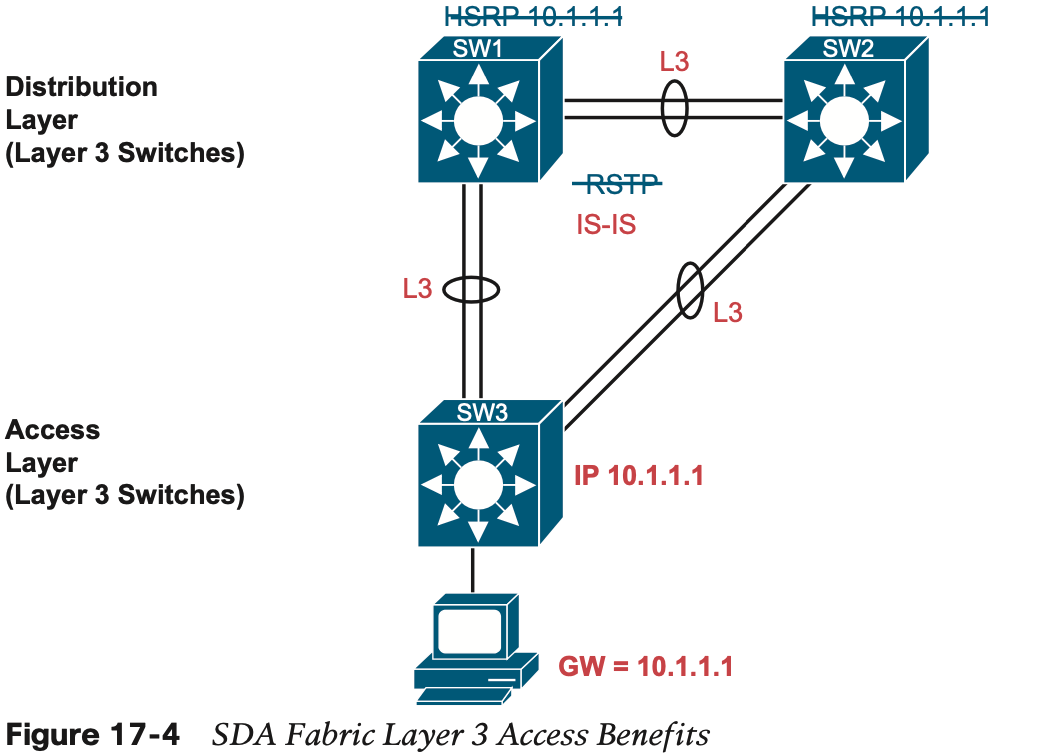 HSRP 10.1.1.1
HSRP 10.1.1.1
SW1
SW2
L3
Distribution
Layer
(Layer 3 Switches)
RSTP
IS-IS
L3
L3
SW3
Access
Layer
(Layer 3 Switches)
IP 10.1.1.1
GW = 10.1.1.1
Figure 17-4 SDA Fabric Layer 3 Access Benefits